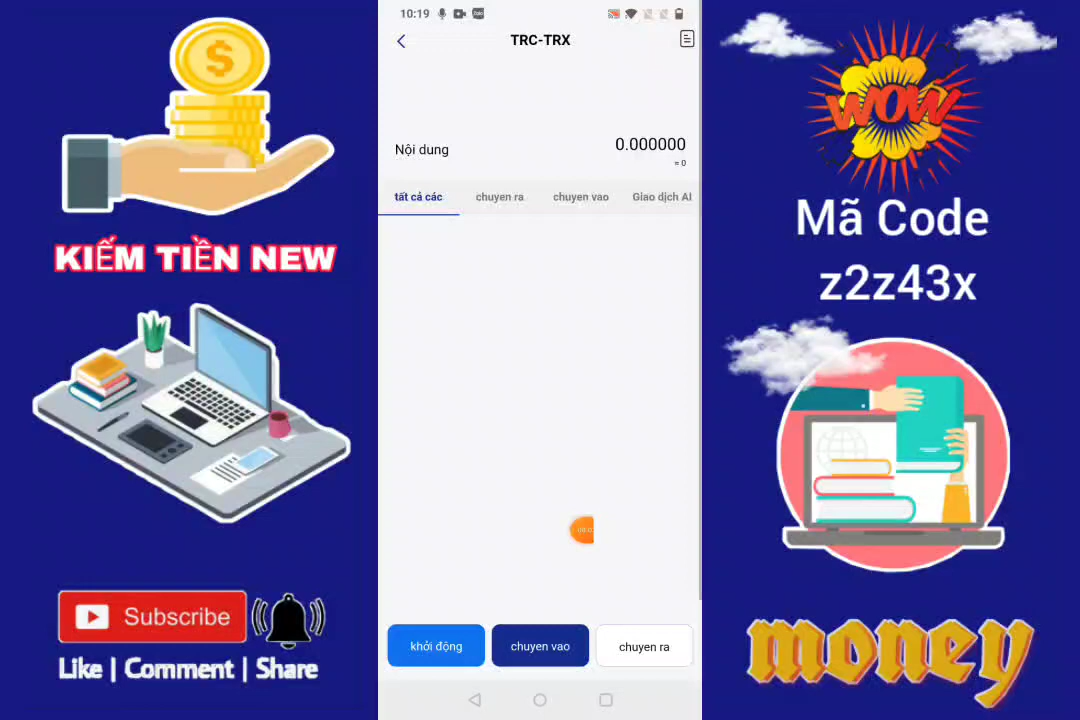 KIẾM TIỀN NEW
Subscribe
Like | Comment | Share
10:19
Zalo
TRC-TRX
Nội dung
0.000000
≈ 0
tất cả các
chuyen ra
chuyen vao
Giao dịch AI
khởi động
chuyen vao
chuyen ra
WOW
Mã Code
z2z43x
money